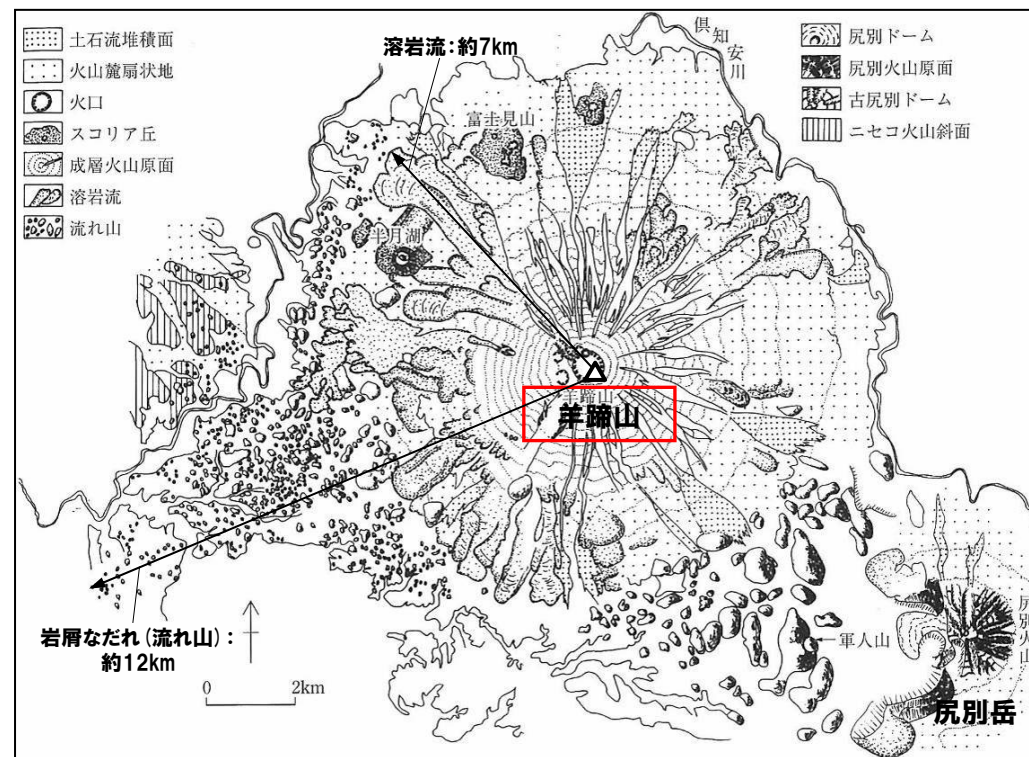 土石流堆積面
火山麓扇状地
火口
スコリア丘
成層火山原面
溶岩流
流れ山
溶岩流：約7km
倶知安川
尻別ドーム
尻別火山原面
古尻別ドーム
ニセコ火山斜面
富士見山
半月湖
羊蹄山
羊蹄山
岩屑なだれ（流れ山）：
約12km
0 2km
軍人山
尻別火山
尻別岳